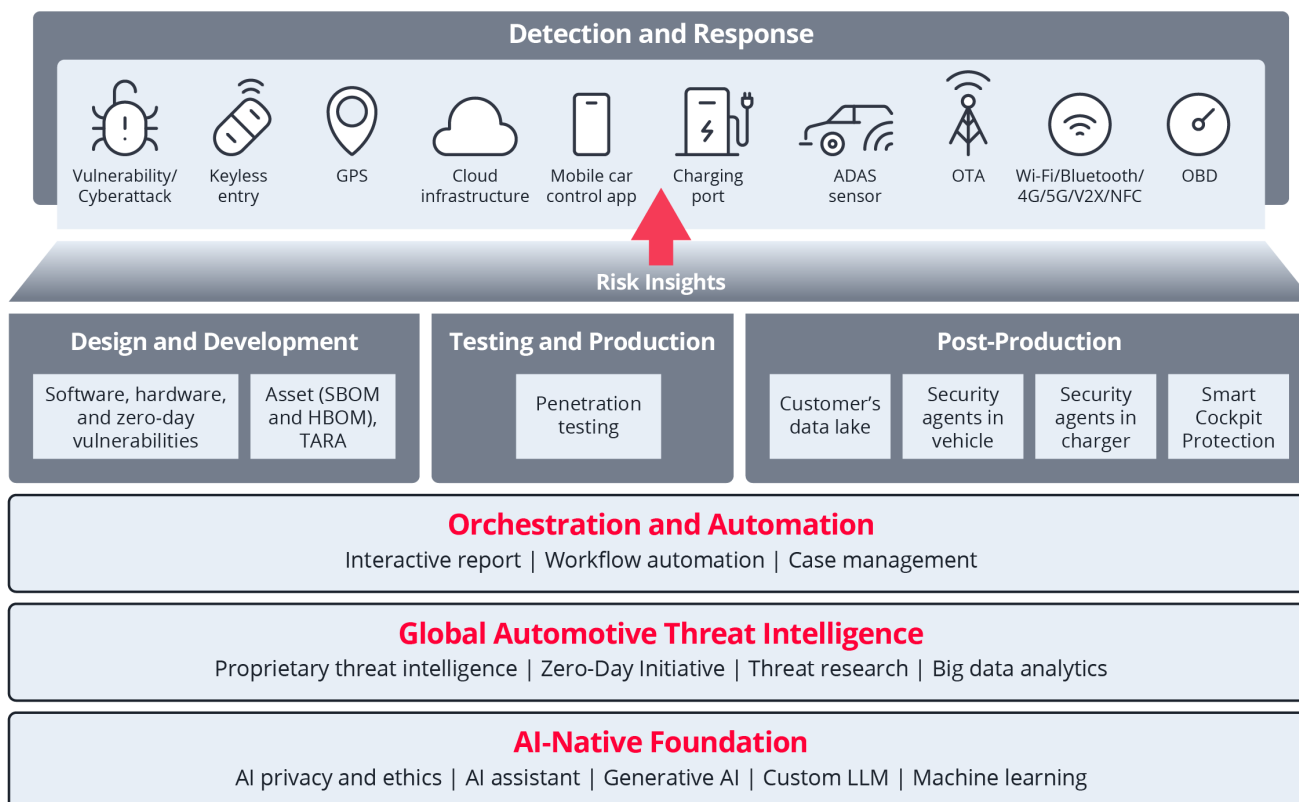 Detection and Response
Vulnerability/
Cyberattack
Keyless
entry
GPS
Cloud
infrastructure
Mobile car
control app
Charging
port
ADAS
sensor
OTA
Wi-Fi/Bluetooth/
4G/5G/V2X/NFC
OBD
Risk Insights
Design and Development
Software, hardware,
and zero-day
vulnerabilities
Asset (SBOM
and HBOM),
TARA
Testing and Production
Penetration
testing
Post-Production
Customer’s
data lake
Security
agents in
vehicle
Security
agents in
charger
Smart
Cockpit
Protection
Orchestration and Automation
Interactive report | Workflow automation | Case management
Global Automotive Threat Intelligence
Proprietary threat intelligence | Zero-Day Initiative | Threat research | Big data analytics
AI-Native Foundation
AI privacy and ethics | AI assistant | Generative AI | Custom LLM | Machine learning